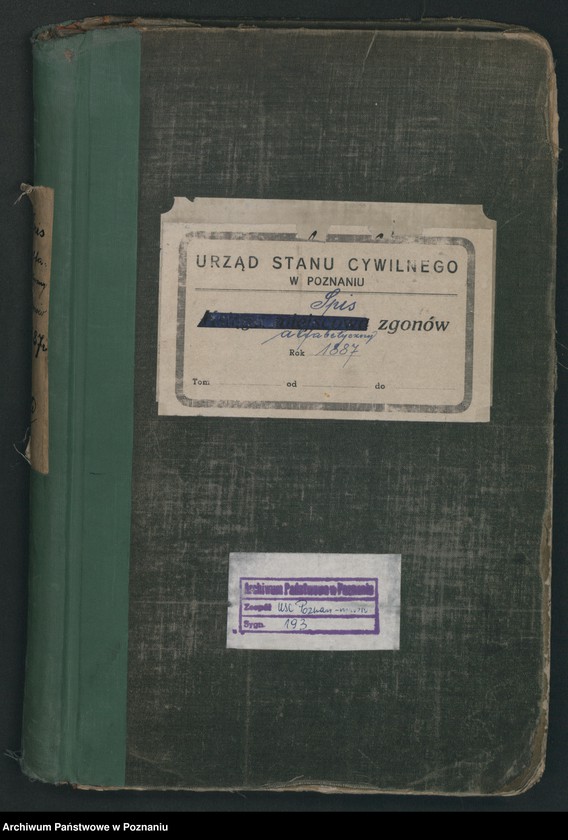 URZĄD STANU CYWILNEGO
W POZNANIU
Spis
zgonów
alfabetyczny
Rok 1887
Tom od do
Archiwum Państwowe w Poznaniu
Zespół USC Poznań-miasto
Sygn. 193
Archiwum Państwowe w Poznaniu